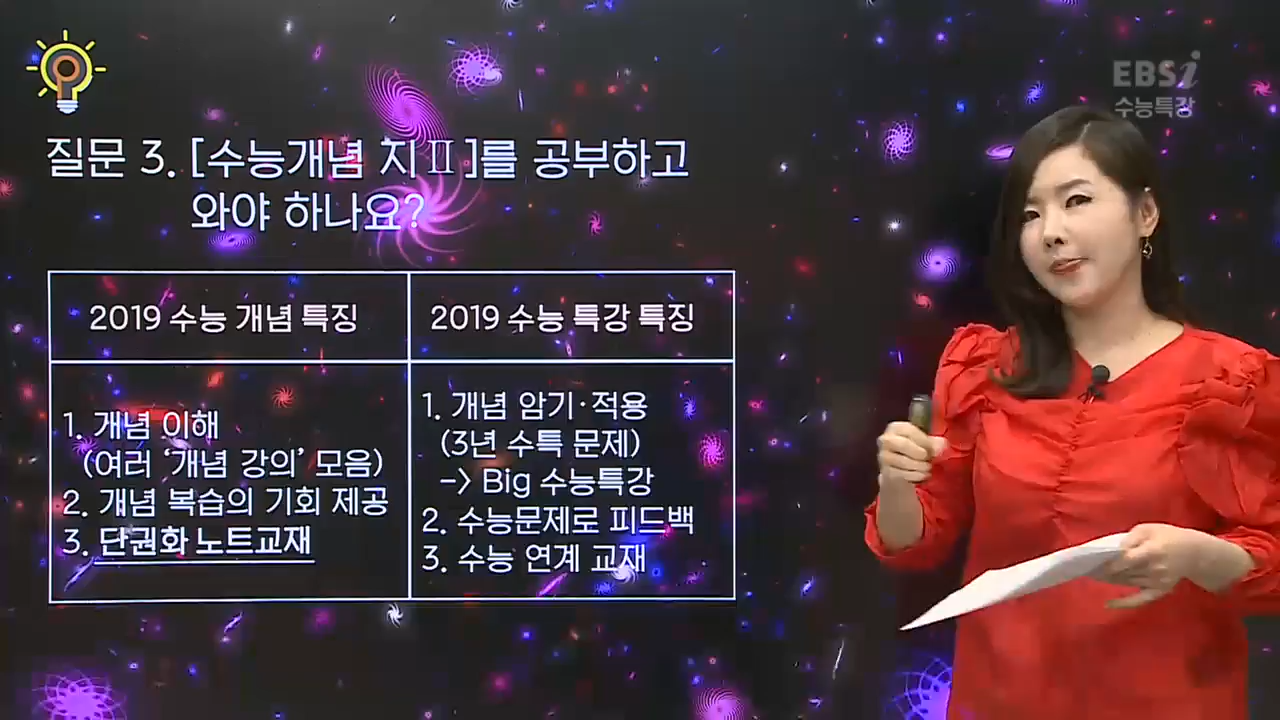 EBSi
수능특강
질문 3. [수능개념 지Ⅱ]를 공부하고
와야 하나요?
2019 수능 개념 특징
2019 수능 특강 특징
1. 개념 이해
(여러 ‘개념 강의’ 모음)
2. 개념 복습의 기회 제공
3. 단권화 노트교재
1. 개념 암기·적용
(3년 수특 문제)
-> Big 수능특강
2. 수능문제로 피드백
3. 수능 연계 교재